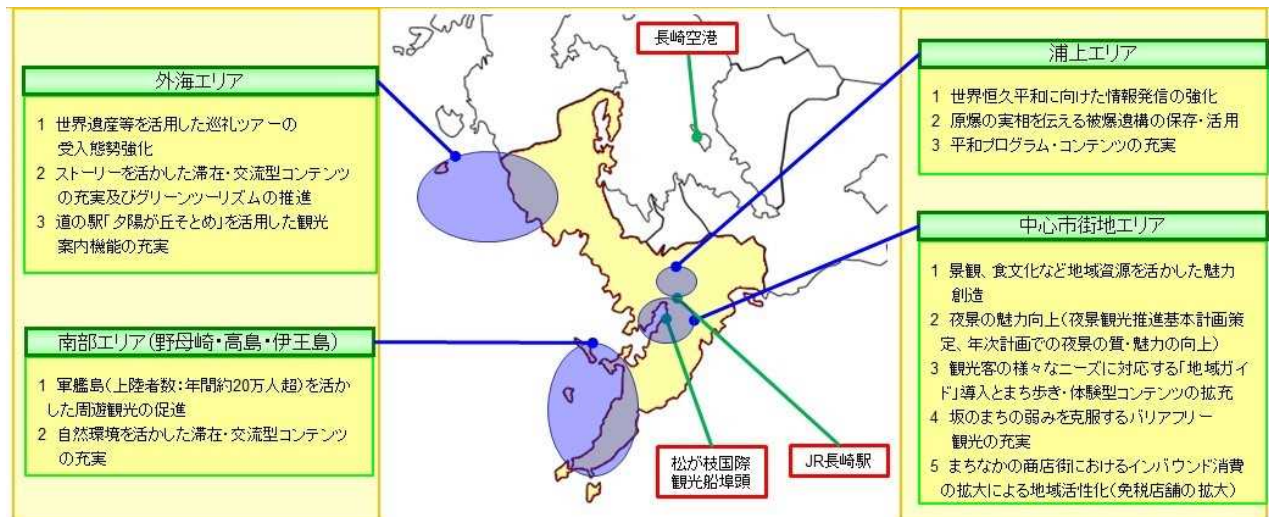 外海エリア
1 世界遺産等を活用した巡礼ツアーの
受入態勢強化
2 ストーリーを活かした滞在・交流型コンテンツ
の充実及びグリーンツーリズムの推進
3 道の駅「夕陽が丘そとめ」を活用した観光
案内機能の充実
南部エリア(野母崎・高島・伊王島)
1 軍艦島(上陸者数:年間約20万人超)を活か
した周遊観光の促進
2 自然環境を活かした滞在・交流型コンテンツ
の充実
長崎空港
松が枝国際
観光船埠頭
JR長崎駅
浦上エリア
1 世界恒久平和に向けた情報発信の強化
2 原爆の実相を伝える被爆遺構の保存・活用
3 平和プログラム・コンテンツの充実
中心市街地エリア
1 景観、食文化など地域資源を活かした魅力
創造
2 夜景の魅力向上(夜景観光推進基本計画策
定、年次計画での夜景の質・魅力の向上)
3 観光客の様々なニーズに対応する「地域ガイ
ド」導入とまち歩き・体験型コンテンツの拡充
4 坂のまちの弱みを克服するバリアフリー
観光の充実
5 まちなかの商店街におけるインバウンド消費
の拡大による地域活性化(免税店舗の拡大)